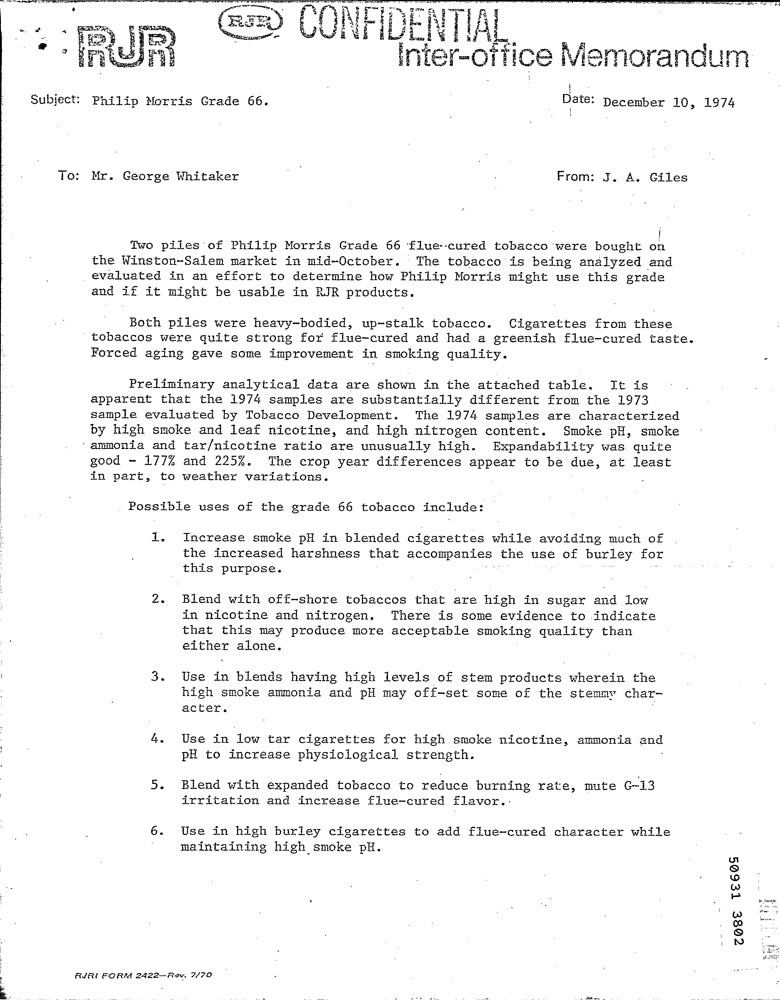 RJR
RJR CONFIDENTIAL
Inter-office Memorandum
Subject: Philip Morris Grade 66.
Date: December 10, 1974
To: Mr. George Whitaker
From: J. A. Giles
Two piles of Philip Morris Grade 66 flue-cured tobacco were bought on
the Winston-Salem market in mid-October. The tobacco is being analyzed and
evaluated in an effort to determine how Philip Morris might use this grade
and if it might be usable in RJR products.
Both piles were heavy-bodied, up-stalk tobacco. Cigarettes from these
tobaccos were quite strong for flue-cured and had a greenish flue-cured taste.
Forced aging gave some improvement in smoking quality.
Preliminary analytical data are shown in the attached table. It is
apparent that the 1974 samples are substantially different from the 1973
sample evaluated by Tobacco Development. The 1974 samples are characterized
by high smoke and leaf nicotine, and high nitrogen content. Smoke pH, smoke
ammonia and tar/nicotine ratio are unusually high. Expandability was quite
good - 177% and 225%. The crop year differences appear to be due, at least
in part, to weather variations.
Possible uses of the grade 66 tobacco include:
1. Increase smoke pH in blended cigarettes while avoiding much of
the increased harshness that accompanies the use of burley for
this purpose.
2. Blend with off-shore tobaccos that are high in sugar and low
in nicotine and nitrogen. There is some evidence to indicate
that this may produce more acceptable smoking quality than
either alone.
3. Use in blends having high levels of stem products wherein the
high smoke ammonia and pH may off-set some of the stemmy char-
acter.
4. Use in low tar cigarettes for high smoke nicotine, ammonia and
pH to increase physiological strength.
5. Blend with expanded tobacco to reduce burning rate, mute G-13
irritation and increase flue-cured flavor.
6. Use in high burley cigarettes to add flue-cured character while
maintaining high smoke pH.
50931 3802
RJRI FORM 2422—Rev. 7/70